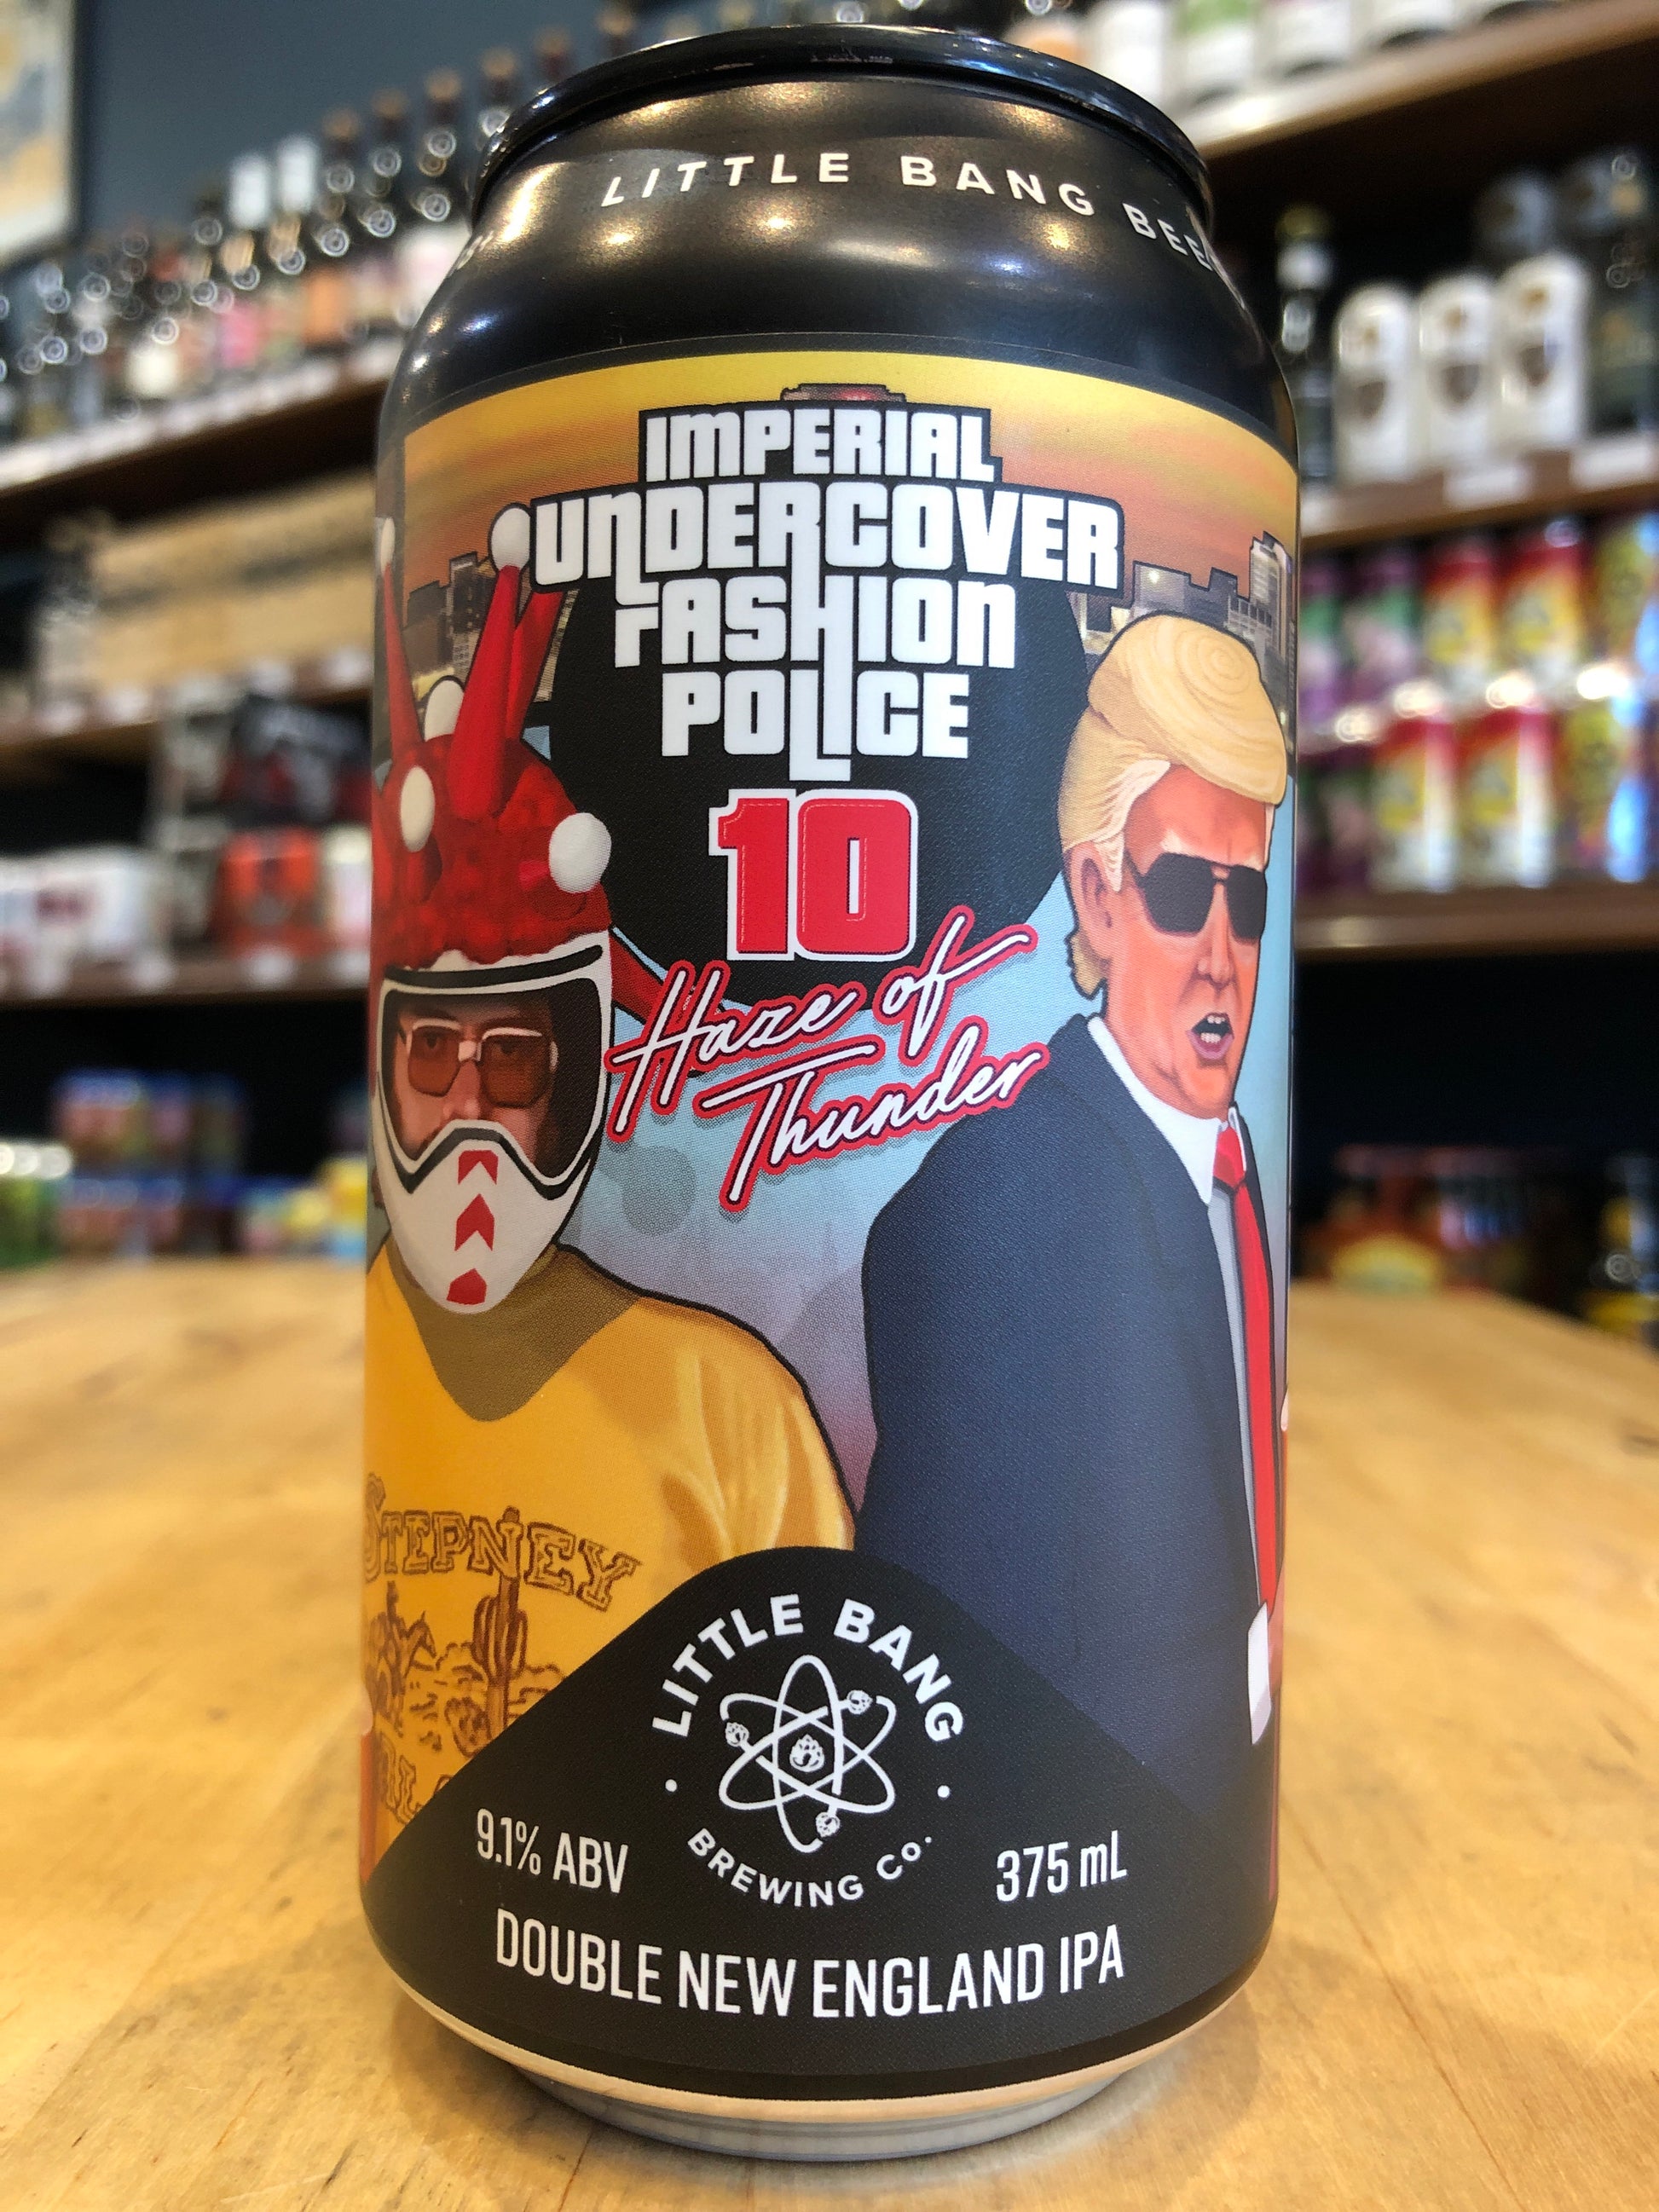 LITTLE BANG
IMPERIAL
UNDERCOVER
FASHION
POLICE
10
Haze of
Thunder
STEPNEY
LITTLE BANG
BREWING Co.
9.1% ABV
375 mL
DOUBLE NEW ENGLAND IPA